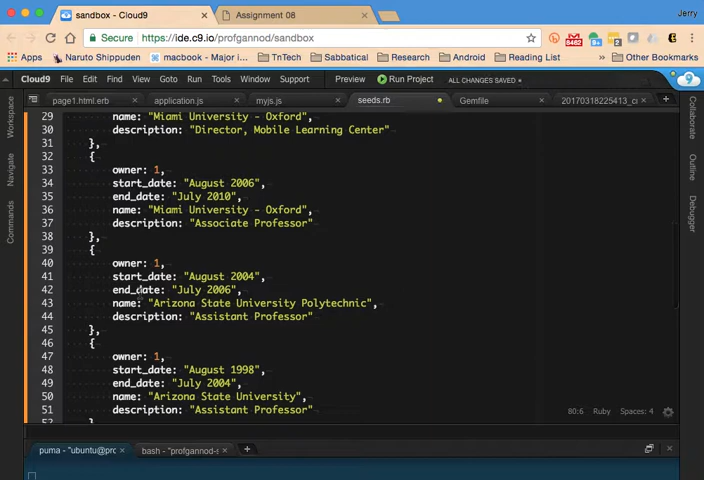 sandbox - Cloud9
Assignment 08
Jerry
Secure
https://ide.c9.io/profgannod/sandbox
Apps
Naruto Shippuden
macbook - Major i...
Goto
TnTech
Sabbatical
Research
Android
Reading List
»
Other Bookmarks
Cloud9 File Edit Find View Goto Run Tools Window Support Preview Run Project ALL CHANGES SAVED
page1.html.erb
application.js
myjs.js
seeds.rb
Gemfile
20170318225413_c
Workspace
Navigate
Commands
29 name: "Miami University - Oxford",
30 description: "Director, Mobile Learning Center"
31 },
32 {
33 owner: 1,
34 start_date: "August 2006",
35 end_date: "July 2010",
36 name: "Miami University - Oxford",
37 description: "Associate Professor"
38 },
39 {
40 owner: 1,
41 start_date: "August 2004",
42 end_date: "July 2006",
43 name: "Arizona State University Polytechnic",
44 description: "Assistant Professor"
45 },
46 {
47 owner: 1,
48 start_date: "August 1998",
49 end_date: "July 2004",
50 name: "Arizona State University",
51 description: "Assistant Professor"
Collaborate
Outline
Debugger
80:6 Ruby Spaces: 4
puma - "ubuntu@prc
bash - "profgannod-s